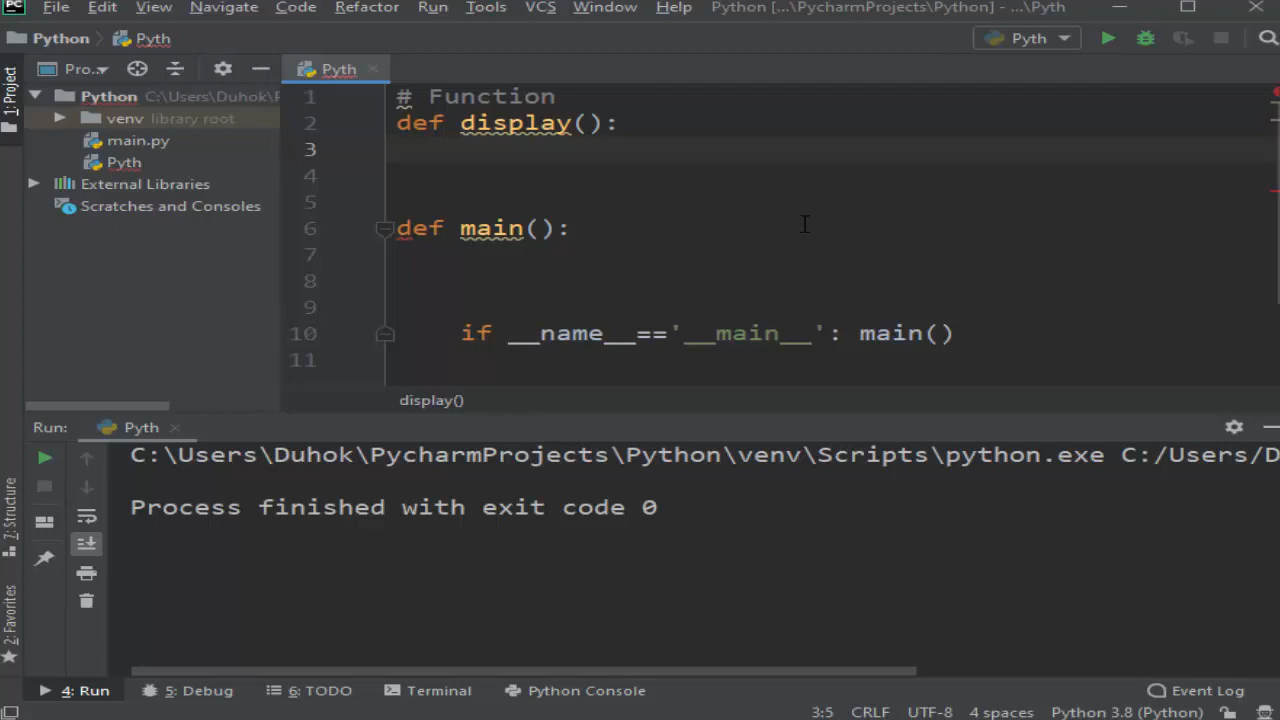 PC File Edit View Navigate Code Refactor Run Tools VCS Window Help Python [...\PycharmProjects\Python] - ...\Pyth
Python Pyth Pyth
1: Project
Pro.. Pyth
Python C:\Users\Duhok\P
venv library root
main.py
Pyth
External Libraries
Scratches and Consoles
1 # Function
2 def display():
3
4
5
6 def main():
7
8
9
10 if __name__=='__main__': main()
11
display()
Run: Pyth
C:\Users\Duhok\PycharmProjects\Python\venv\Scripts\python.exe C:/Users/D
Process finished with exit code 0
7: Structure
2: Favorites
4: Run 5: Debug 6: TODO Terminal Python Console Event Log
3:5 CRLF UTF-8 4 spaces Python 3.8 (Python)